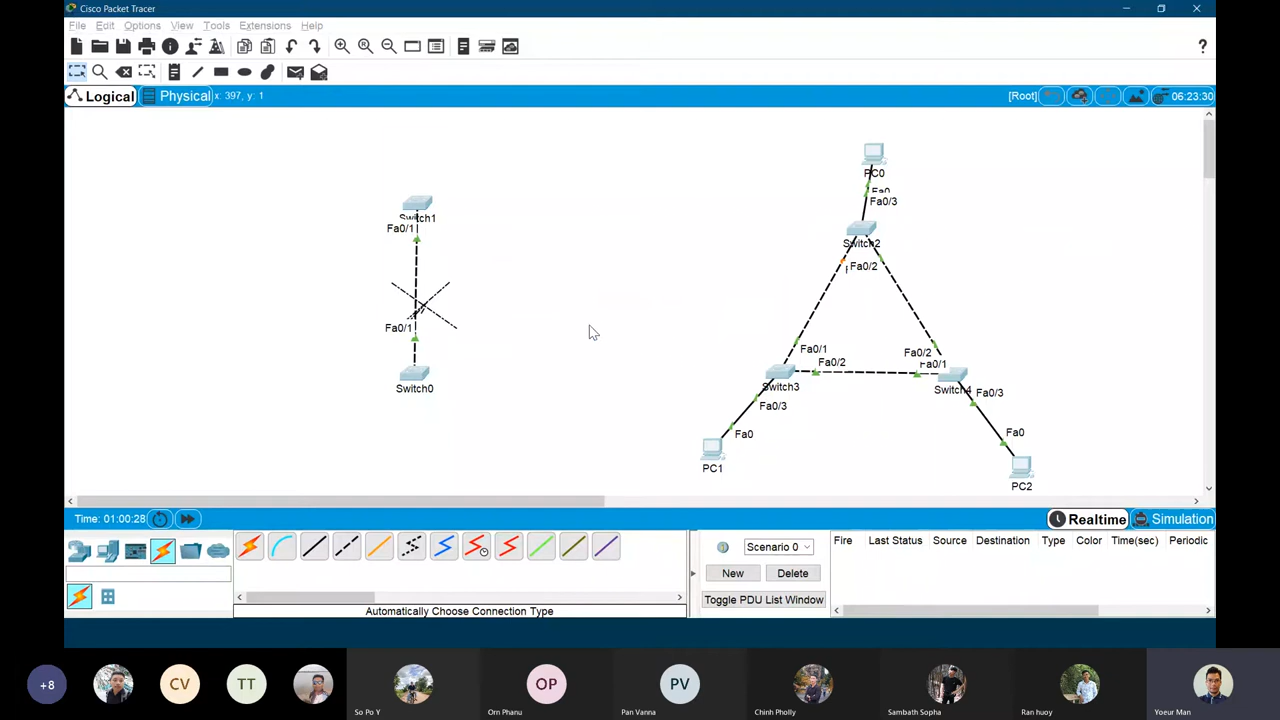 Cisco Packet Tracer
File Edit Options View Tools Extensions Help
Logical
Physical
x: 397, y: 1
[Root]
06:23:30
PC0
Fa0
Fa0/3
Switch2
Fa0/2
Switch1
Fa0/1
Fa0/1
Switch0
Fa0/1
Fa0/2
Fa0/2
Fa0/1
Switch3
Switch4
Fa0/3
Fa0/3
Fa0
Fa0
PC1
PC2
Time: 01:00:28
Realtime
Simulation
Scenario 0
New
Delete
Toggle PDU List Window
Fire Last Status Source Destination Type Color Time(sec) Periodic
Automatically Choose Connection Type
+8
CV
TT
OP
PV
So Po Y
Orn Phanu
Pan Vanna
Chinh Pholly
Sambath Sopha
Ran huoy
Yoeur Man